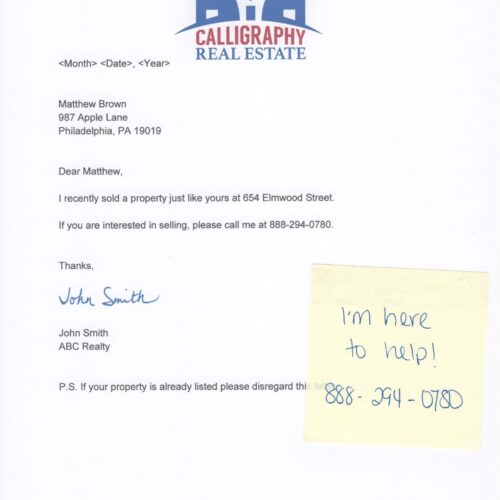 CALLIGRAPHY
REAL ESTATE
<Month> <Date>, <Year>
Matthew Brown
987 Apple Lane
Philadelphia, PA 19019
Dear Matthew,
I recently sold a property just like yours at 654 Elmwood Street.
If you are interested in selling, please call me at 888-294-0780.
Thanks,
John Smith
John Smith
ABC Realty
P.S. If your property is already listed please disregard this
I'm here
to help!
888-294-0780